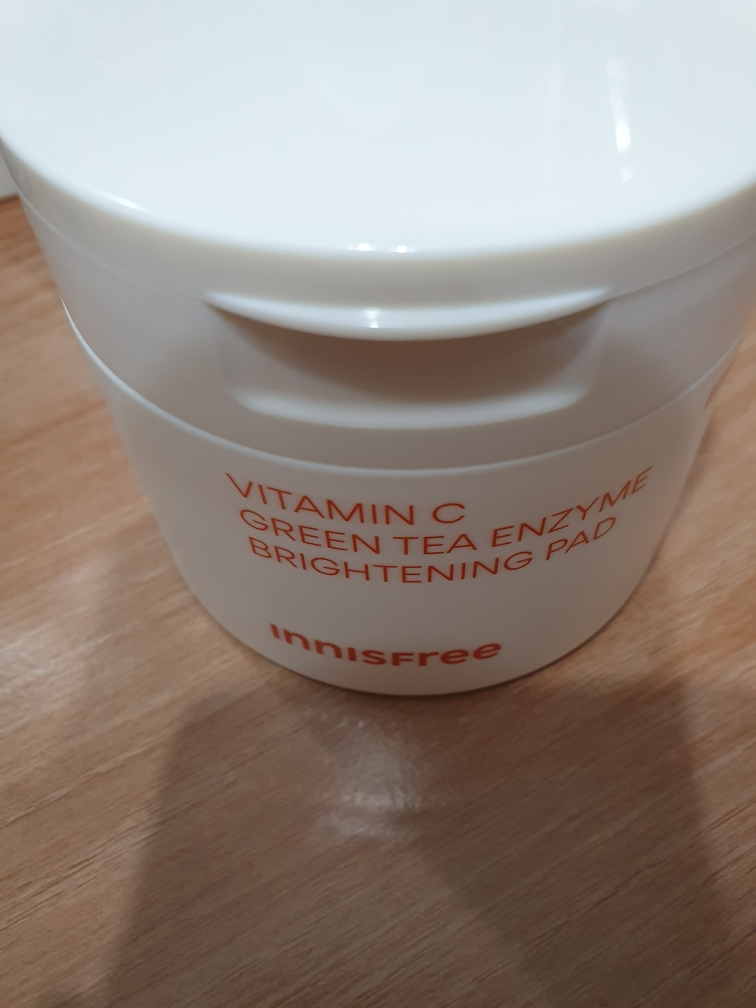 VITAMIN C
GREEN TEA ENZYME
BRIGHTENING PAD
INNISFree